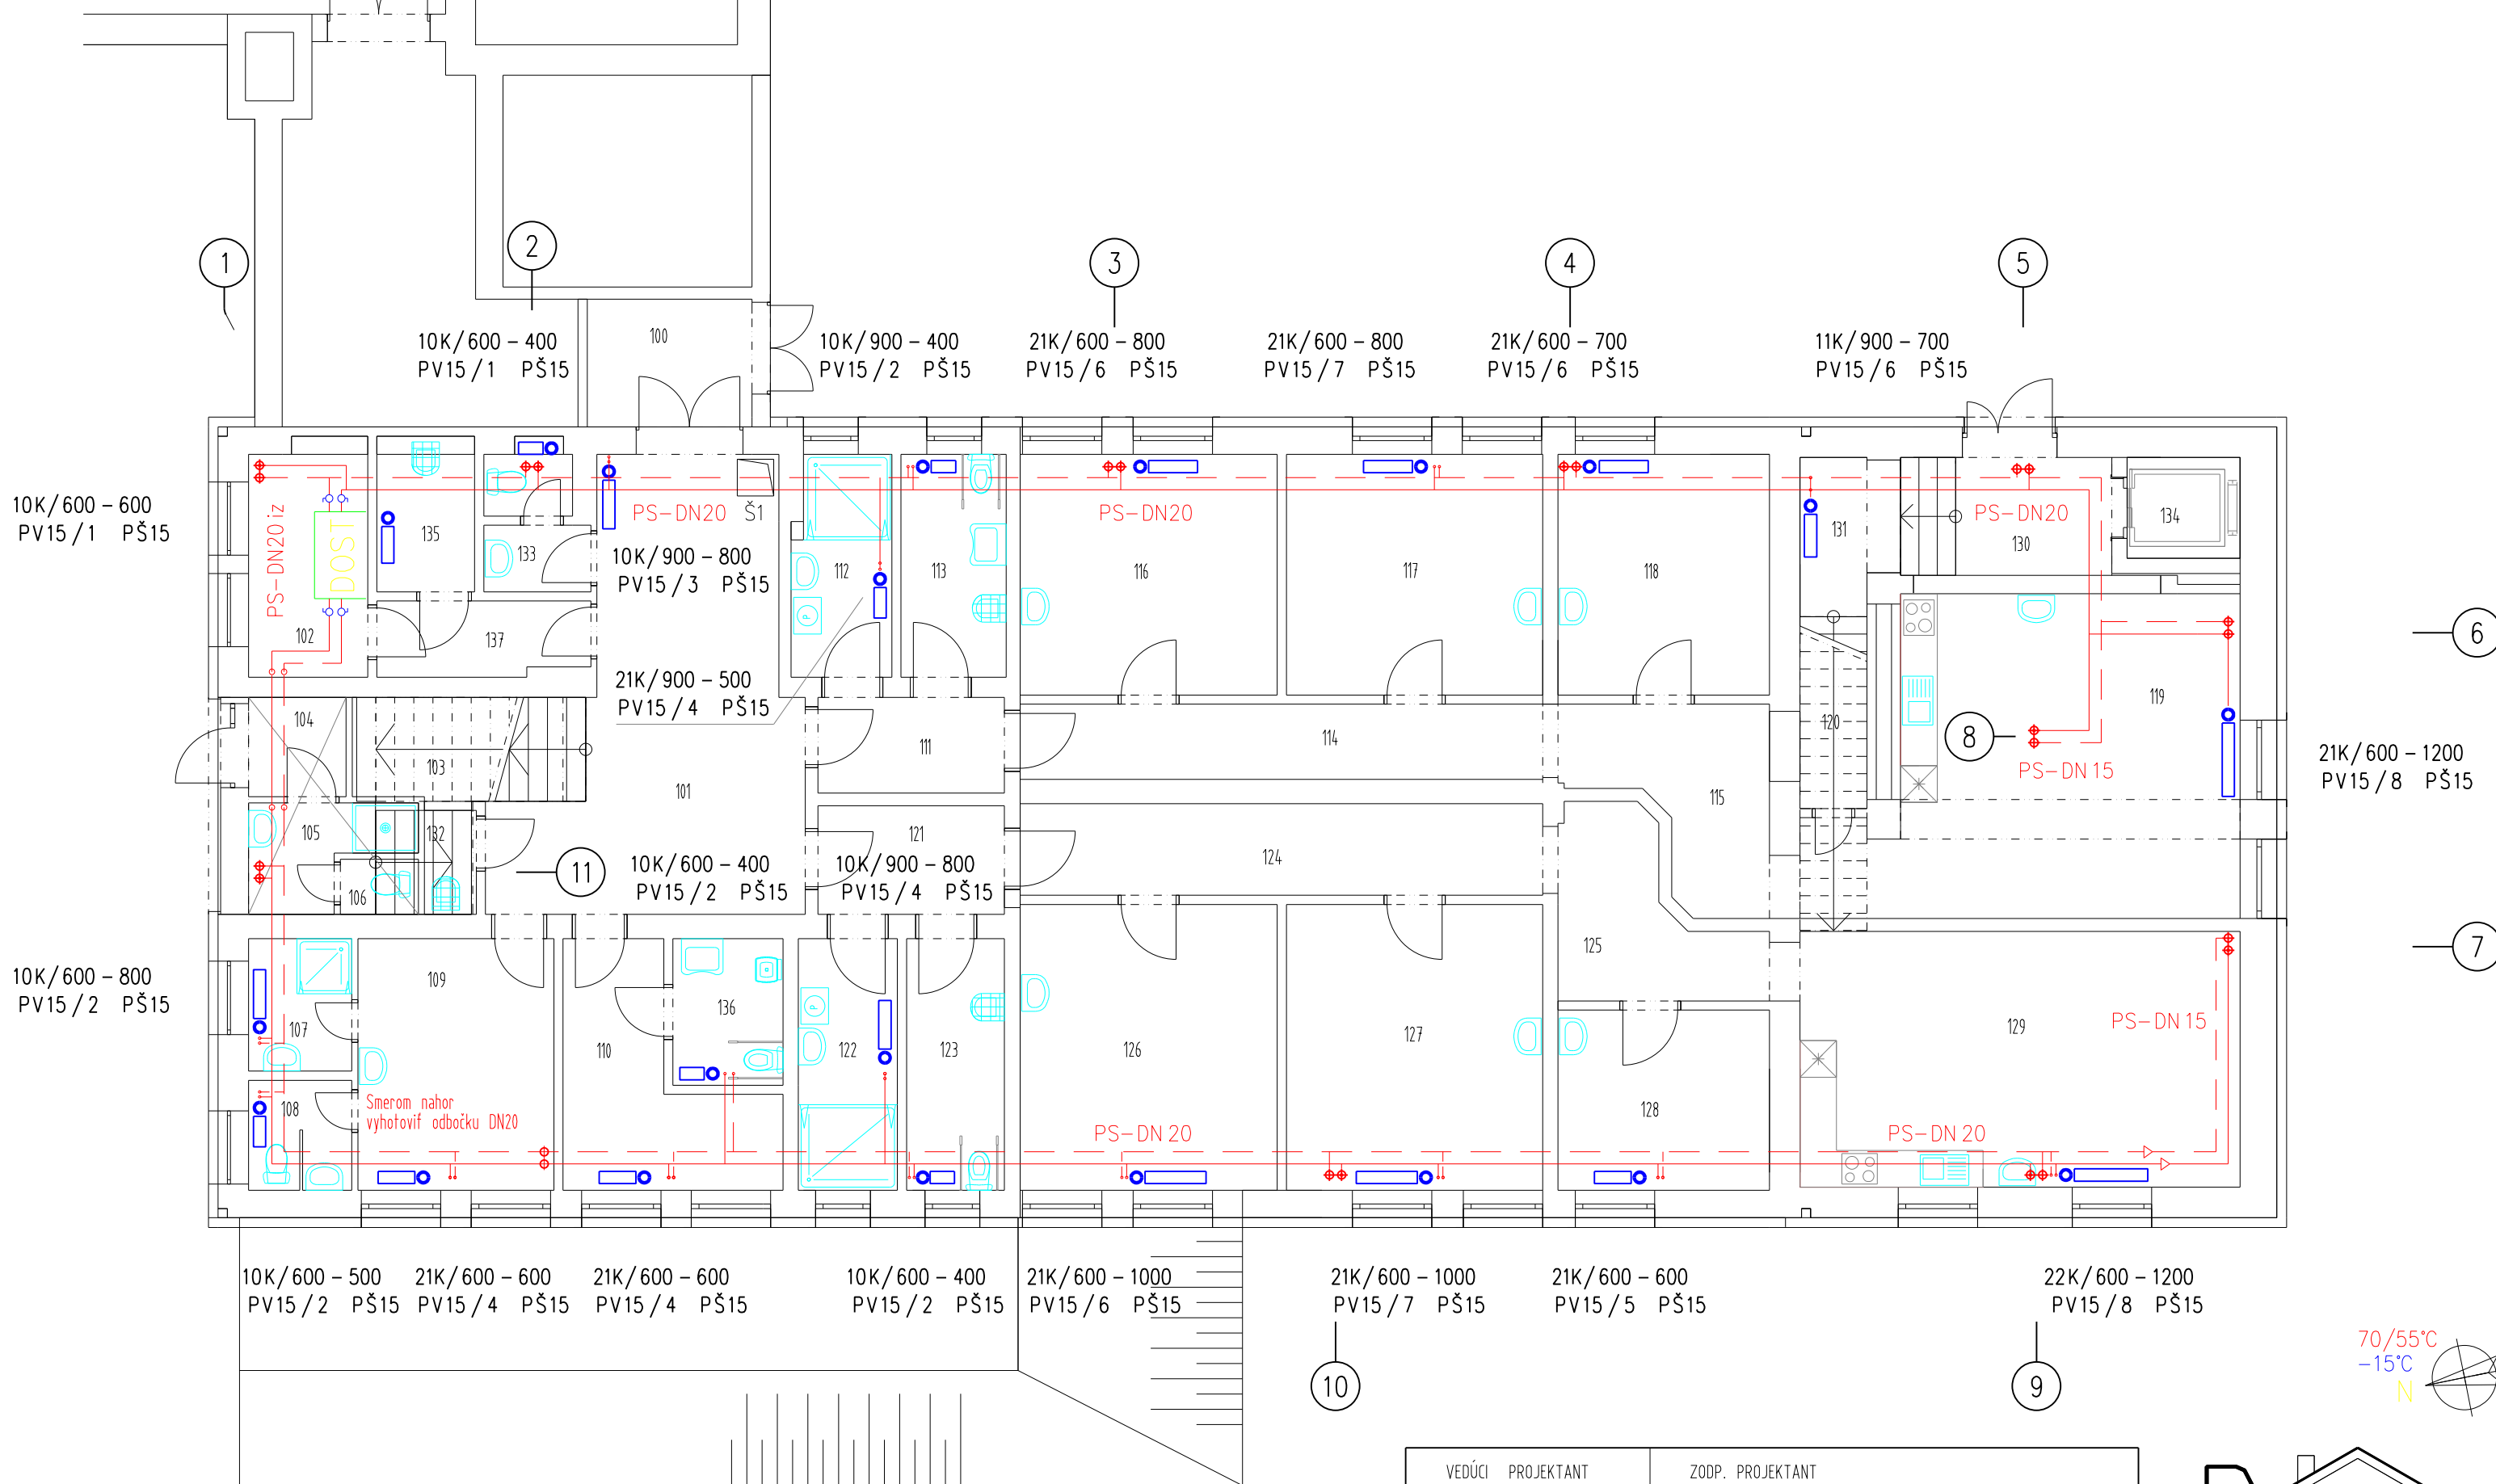 1
2
3
4
5
10K/600 – 400
PV15/1 PŠ15
100
10K/900 – 400
PV15/2 PŠ15
21K/600 – 800
PV15/6 PŠ15
21K/600 – 800
PV15/7 PŠ15
21K/600 – 700
PV15/6 PŠ15
11K/900 – 700
PV15/6 PŠ15
10K/600 – 600
PV15/1 PŠ15
PS-DN20 iz
DOST
102
135
133
137
PS-DN20
Š1
10K/900 – 800
PV15/3 PŠ15
112
P
113
PS-DN20
116
117
118
131
PS-DN20
130
134
6
21K/900 – 500
PV15/4 PŠ15
104
103
101
111
114
115
120
8
119
PS-DN 15
21K/600 – 1200
PV15/8 PŠ15
105
132
106
11
10K/600 – 400
PV15/2 PŠ15
121
10K/900 – 800
PV15/4 PŠ15
124
125
7
10K/600 – 800
PV15/2 PŠ15
107
109
108
110
136
P
122
123
126
127
128
129
PS-DN 15
Smerom nahor
vyhotoviť odbočku DN20
PS-DN 20
PS-DN 20
10K/600 – 500
PV15/2 PŠ15
21K/600 – 600
PV15/4 PŠ15
21K/600 – 600
PV15/4 PŠ15
10K/600 – 400
PV15/2 PŠ15
21K/600 – 1000
PV15/6 PŠ15
21K/600 – 1000
PV15/7 PŠ15
21K/600 – 600
PV15/5 PŠ15
22K/600 – 1200
PV15/8 PŠ15
10
9
70/55°C
-15°C
N
VEDÚCI PROJEKTANT
ZODP. PROJEKTANT